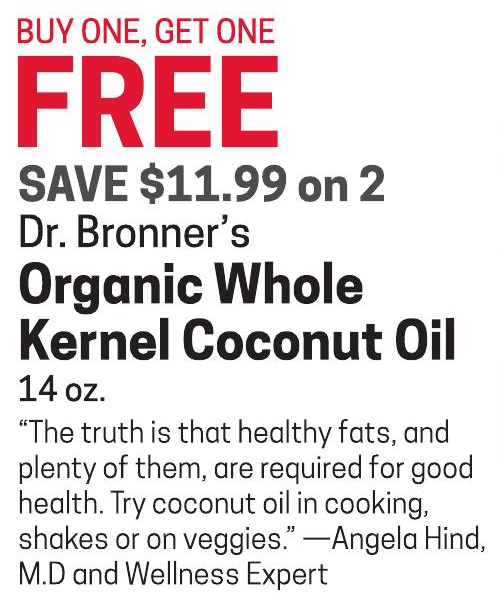 BUY ONE, GET ONE
FREE
SAVE $11.99 on 2
Dr. Bronner's
Organic Whole
Kernel Coconut Oil
14 oz.
“The truth is that healthy fats, and
plenty of them, are required for good
health. Try coconut oil in cooking,
shakes or on veggies.” —Angela Hind,
M.D and Wellness Expert